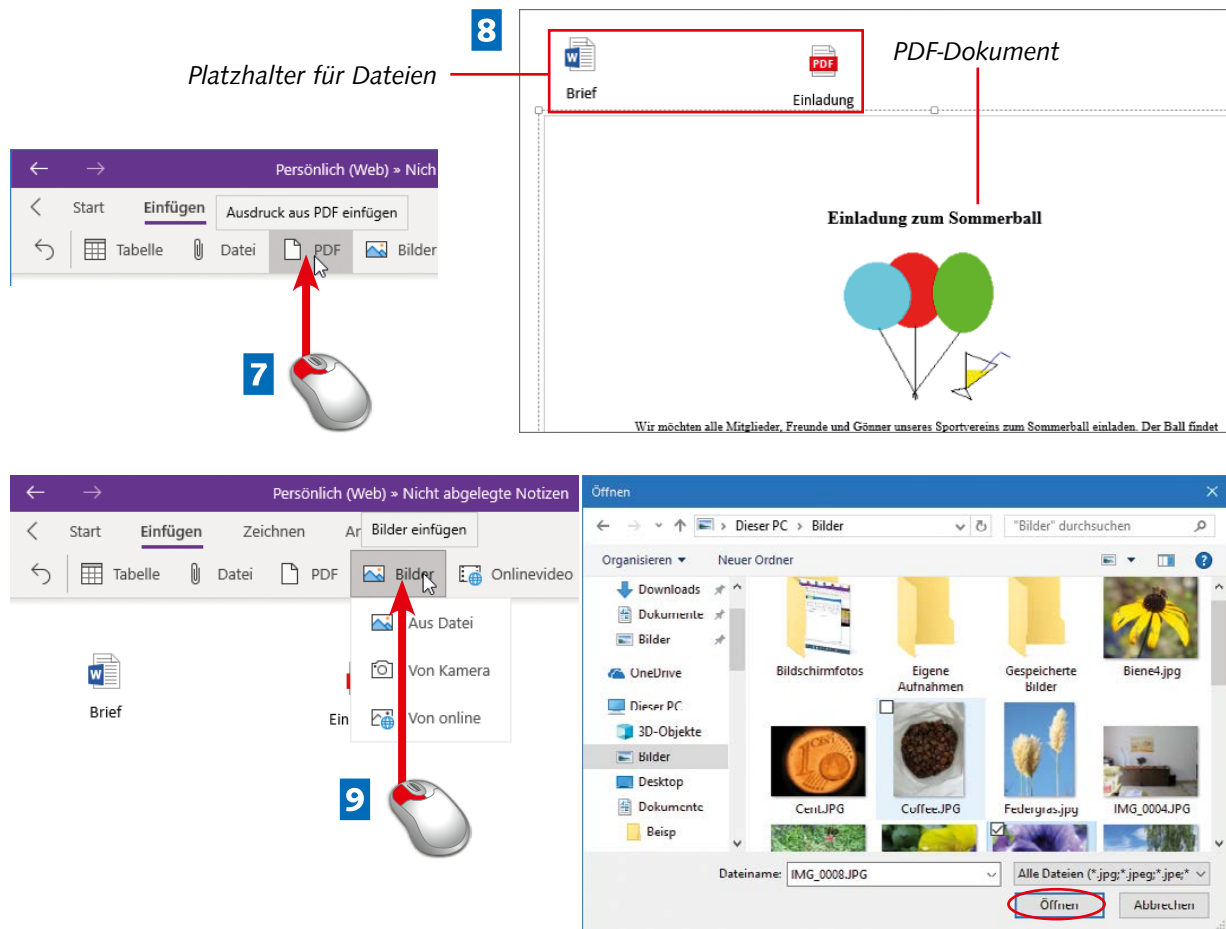 8
Platzhalter für Dateien
PDF-Dokument
W
Brief
PDF
Einladung
Persönlich (Web) » Nich
Start Einfügen Ausdruck aus PDF einfügen
Tabelle Datei PDF Bilder
7
Einladung zum Sommerball
Wir möchten alle Mitglieder, Freunde und Gönner unseres Sportvereins zum Sommerball einladen. Der Ball findet
Persönlich (Web) » Nicht abgelegte Notizen
Start Einfügen Zeichnen An Bilder einfügen
Tabelle Datei PDF Bilder Onlinevideo
Aus Datei
Von Kamera
Von online
W
Brief
Ein
9
Öffnen
Dieser PC > Bilder
"Bilder" durchsuchen
Organisieren Neuer Ordner
Downloads
Dokumente
Bilder
OneDrive
Dieser PC
3D-Objekte
Bilder
Desktop
Dokumente
Beisp
Bildschirmfotos
Eigene
Aufnahmen
Gespeicherte
Bilder
Biene4.jpg
Cent.JPG
Coffee.JPG
Federgras.jpg
IMG_0004.JPG
Dateiname: IMG_0008.JPG
Alle Dateien (*.jpg;*.jpeg;*.jpe;*
Öffnen Abbrechen